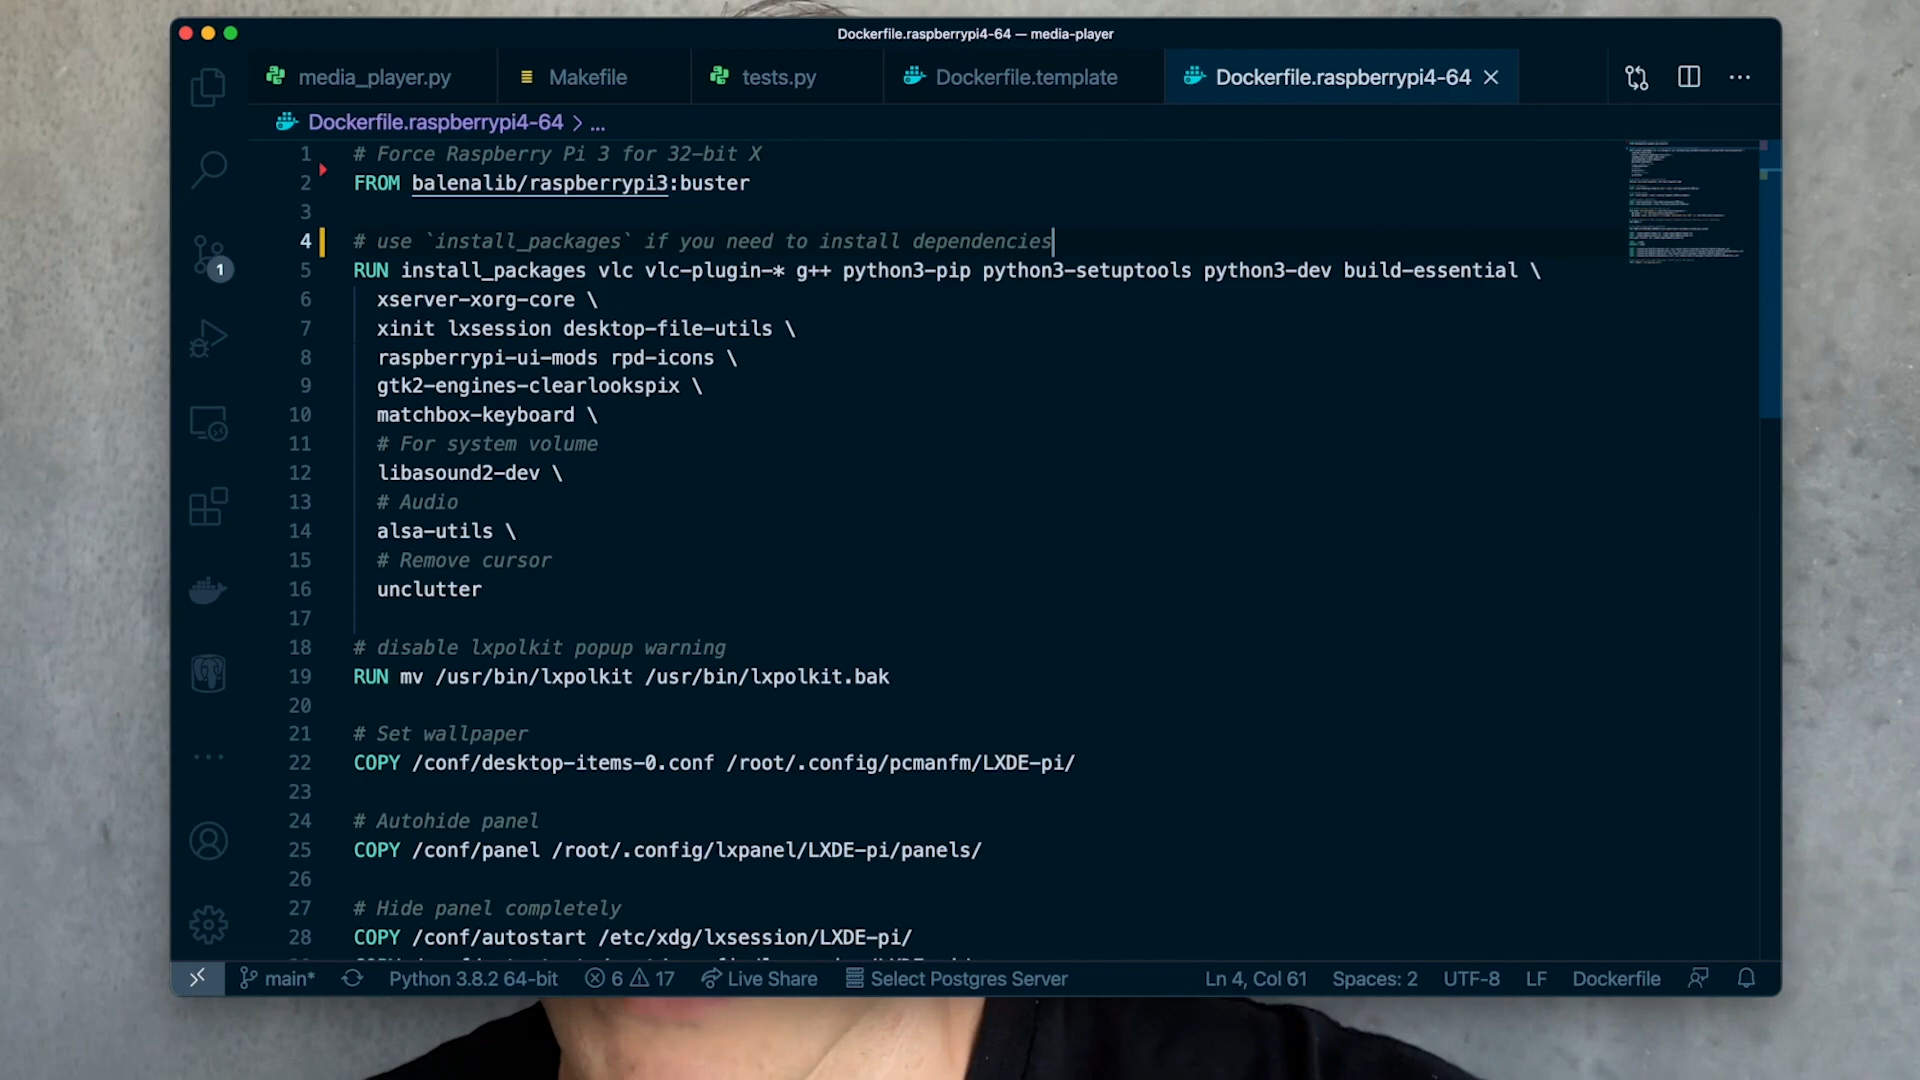 Dockerfile.raspberrypi4-64 — media-player
media_player.py
Makefile
tests.py
Dockerfile.template
Dockerfile.raspberrypi4-64
Dockerfile.raspberrypi4-64 > ...
1 # Force Raspberry Pi 3 for 32-bit X
2 FROM balenalib/raspberrypi3:buster
3
4 # use `install_packages` if you need to install dependencies
5 RUN install_packages vlc vlc-plugin-* g++ python3-pip python3-setuptools python3-dev build-essential \
6 xserver-xorg-core \
7 xinit lxsession desktop-file-utils \
8 raspberrypi-ui-mods rpd-icons \
9 gtk2-engines-clearlookspix \
10 matchbox-keyboard \
11 # For system volume
12 libasound2-dev \
13 # Audio
14 alsa-utils \
15 # Remove cursor
16 unclutter
17
18 # disable lxpolkit popup warning
19 RUN mv /usr/bin/lxpolkit /usr/bin/lxpolkit.bak
20
21 # Set wallpaper
22 COPY /conf/desktop-items-0.conf /root/.config/pcmanfm/LXDE-pi/
23
24 # Autohide panel
25 COPY /conf/panel /root/.config/lxpanel/LXDE-pi/panels/
26
27 # Hide panel completely
28 COPY /conf/autostart /etc/xdg/lxsession/LXDE-pi/
1
main* Python 3.8.2 64-bit 6 17 Live Share Select Postgres Server Ln 4, Col 61 Spaces: 2 UTF-8 LF Dockerfile